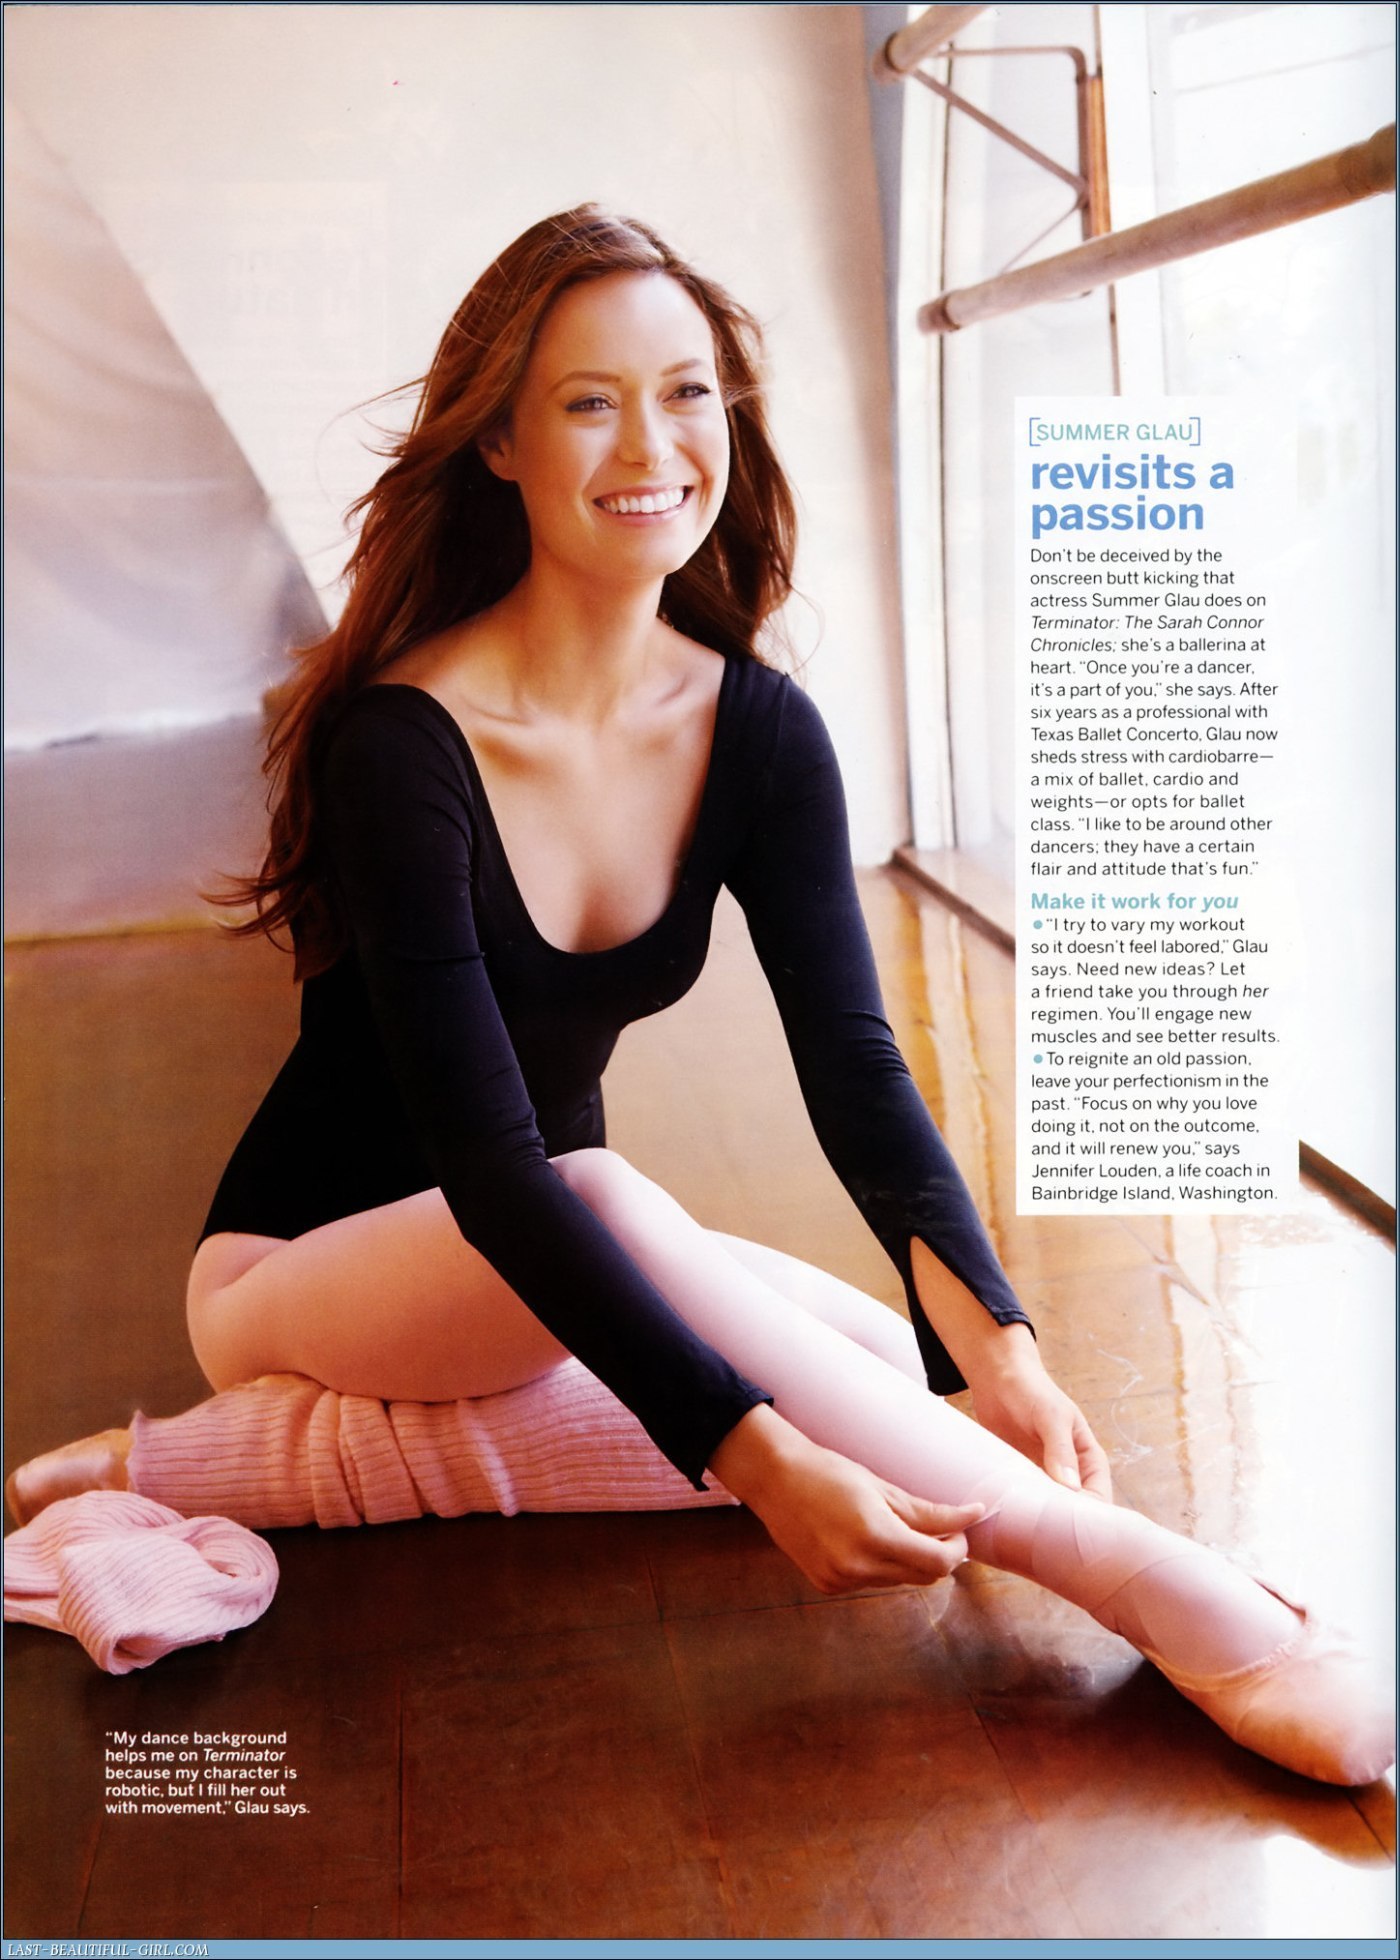 [SUMMER GLAU]
revisits a
passion
Don't be deceived by the
onscreen butt kicking that
actress Summer Glau does on
Terminator: The Sarah Connor
Chronicles; she's a ballerina at
heart. "Once you're a dancer,
it's a part of you," she says. After
six years as a professional with
Texas Ballet Concerto, Glau now
sheds stress with cardiobarre—
a mix of ballet, cardio and
weights—or opts for ballet
class. "I like to be around other
dancers; they have a certain
flair and attitude that's fun."
Make it work for you
• "I try to vary my workout
so it doesn't feel labored," Glau
says. Need new ideas? Let
a friend take you through her
regimen. You'll engage new
muscles and see better results.
• To reignite an old passion,
leave your perfectionism in the
past. "Focus on why you love
doing it, not on the outcome,
and it will renew you," says
Jennifer Louden, a life coach in
Bainbridge Island, Washington.
"My dance background
helps me on Terminator
because my character is
robotic, but I fill her out
with movement," Glau says.
LAST-BEAUTIFUL-GIRL.COM